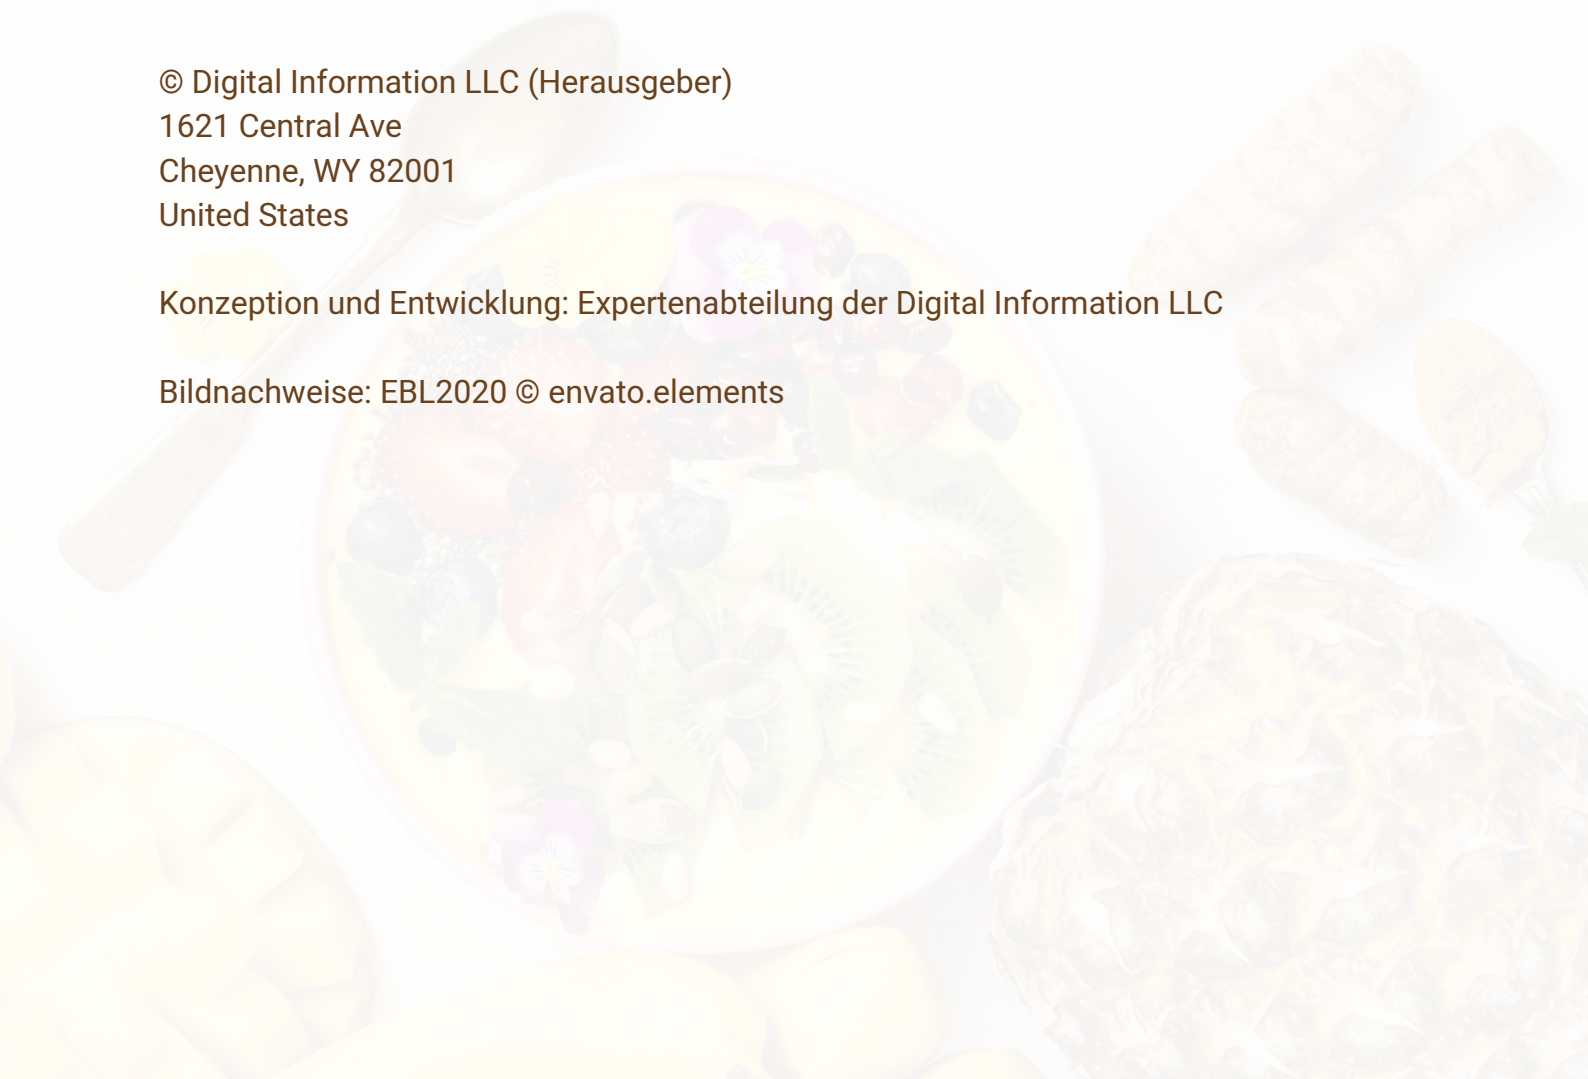 © Digital Information LLC (Herausgeber)
1621 Central Ave
Cheyenne, WY 82001
United States
Konzeption und Entwicklung: Expertenabteilung der Digital Information LLC
Bildnachweise: EBL2020 © envato.elements